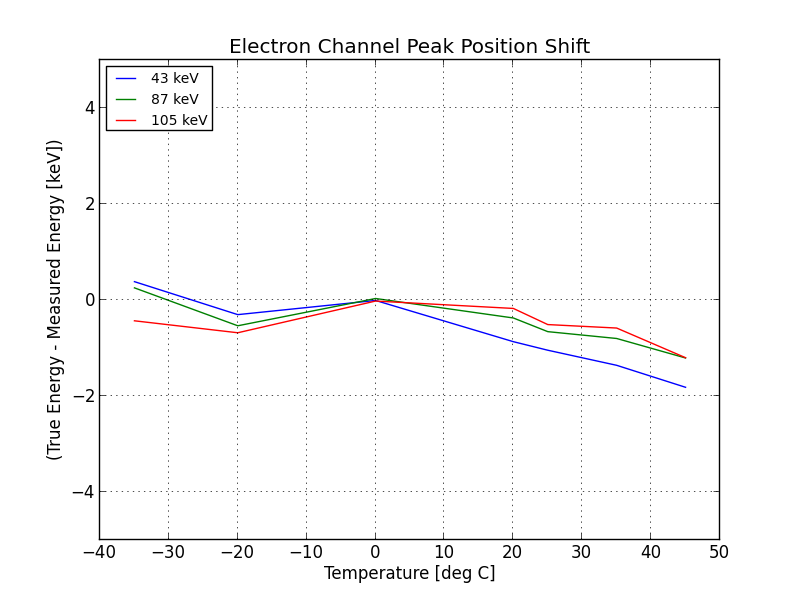 Electron Channel Peak Position Shift
43 keV
87 keV
105 keV
(True Energy - Measured Energy [keV])
4
2
0
−2
−4
−40 −30 −20 −10 0 10 20 30 40 50
Temperature [deg C]